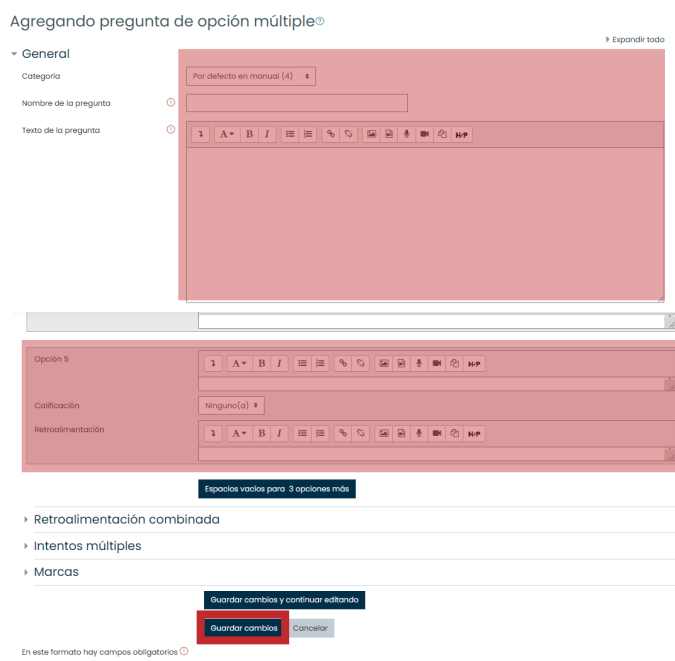 Agregando pregunta de opción múltiple
Expandir todo
General
Categoría
Por defecto en manual (4)
Nombre de la pregunta
Texto de la pregunta
A B I H-P
Opción 5
A B I H-P
Calificación
Ninguno(a)
Retroalimentación
A B I H-P
Espacios vacíos para 3 opciones más
Retroalimentación combinada
Intentos múltiples
Marcas
Guardar cambios y continuar editando
Guardar cambios Cancelar
En este formato hay campos obligatorios